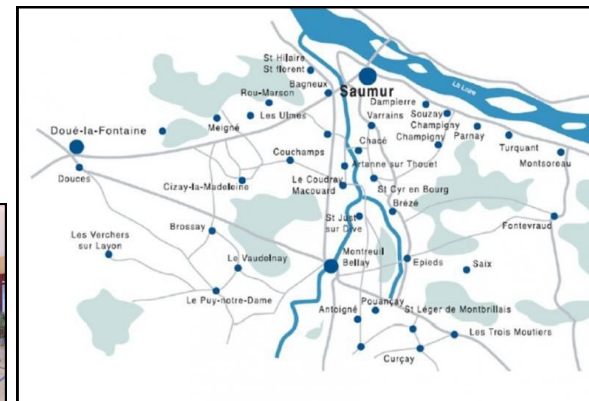 St Hilaire
St florent
Bagneux
Saumur
La Loire
Rou-Marson
Dampierre
Souzay
Champigny
Varrains
Les Ulmes
Meigné
Doué-la-Fontaine
Chacé
Champigny
Parnay
Turquant
Montsoreau
Couchamps
Artanne sur Thouet
Douces
Cizay-la-Madeleine
Le Coudray
Macouard
St Cyr en Bourg
Brézé
St Just
sur Dive
Fontevraud
Brossay
Les Verchers
sur Layon
Le Vaudelnay
Montreuil
Bellay
Epieds
Saix
Le Puy-notre-Dame
Antoigné
Pouançay
St Léger de Montbrillais
Les Trois Moutiers
Curçay